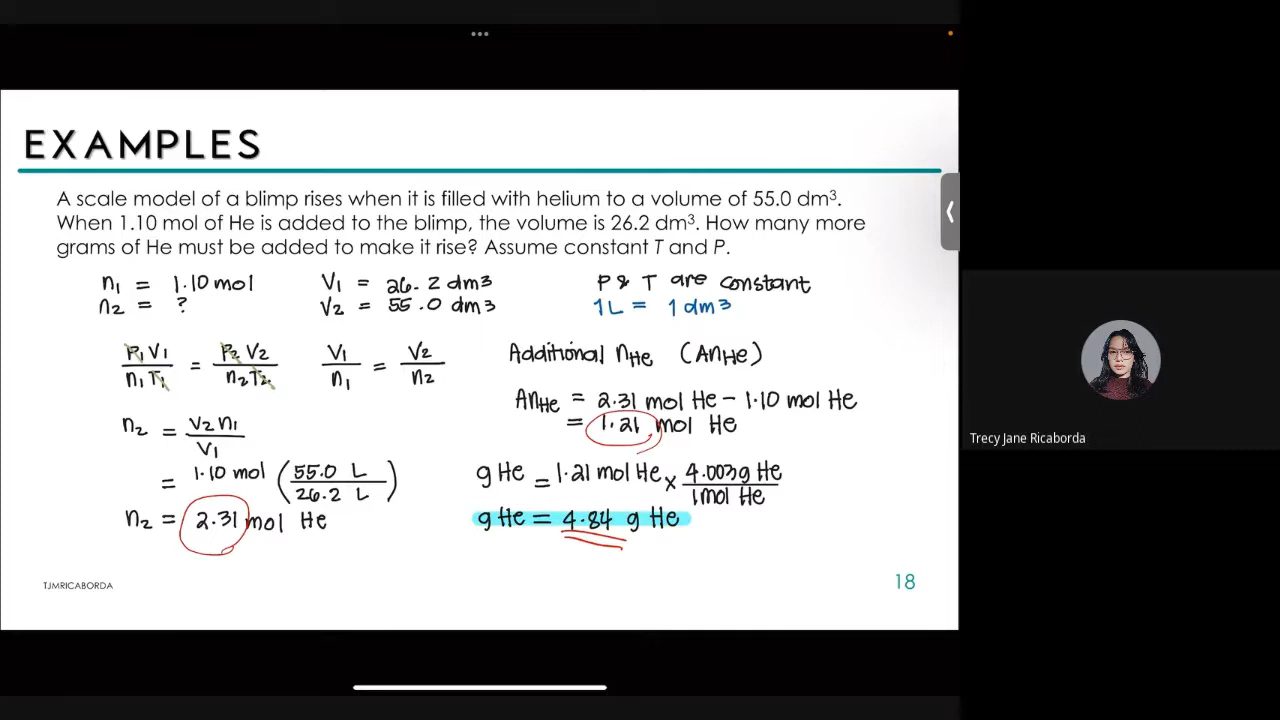 EXAMPLES
A scale model of a blimp rises when it is filled with helium to a volume of 55.0 dm³.
When 1.10 mol of He is added to the blimp, the volume is 26.2 dm³. How many more
grams of He must be added to make it rise? Assume constant T and P.
n₁ = 1.10 mol
n₂ = ?
V₁ = 26.2 dm³
V₂ = 55.0 dm³
P & T are constant
1 L = 1 dm³
P₁V₁/n₁T₁ = P₂V₂/n₂T₂
V₁/n₁ = V₂/n₂
n₂ = V₂n₁/V₁
= 1.10 mol (55.0 L/26.2 L)
n₂ = 2.31 mol He
Additional nHe (AnHe)
AnHe = 2.31 mol He - 1.10 mol He
= 1.21 mol He
g He = 1.21 mol He x 4.003g He/1mol He
g He = 4.84 g He
TJMRICABORDA
18
Trecy Jane Ricaborda